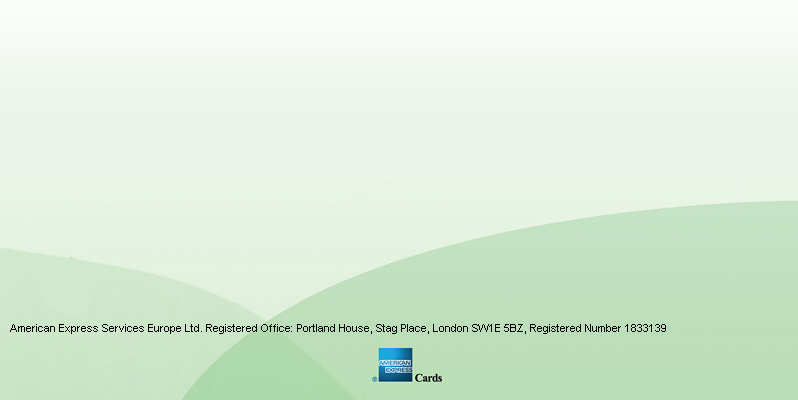 American Express Services Europe Ltd. Registered Office: Portland House, Stag Place, London SW1E 5BZ, Registered Number 1833139
AMERICAN
EXPRESS
® Cards